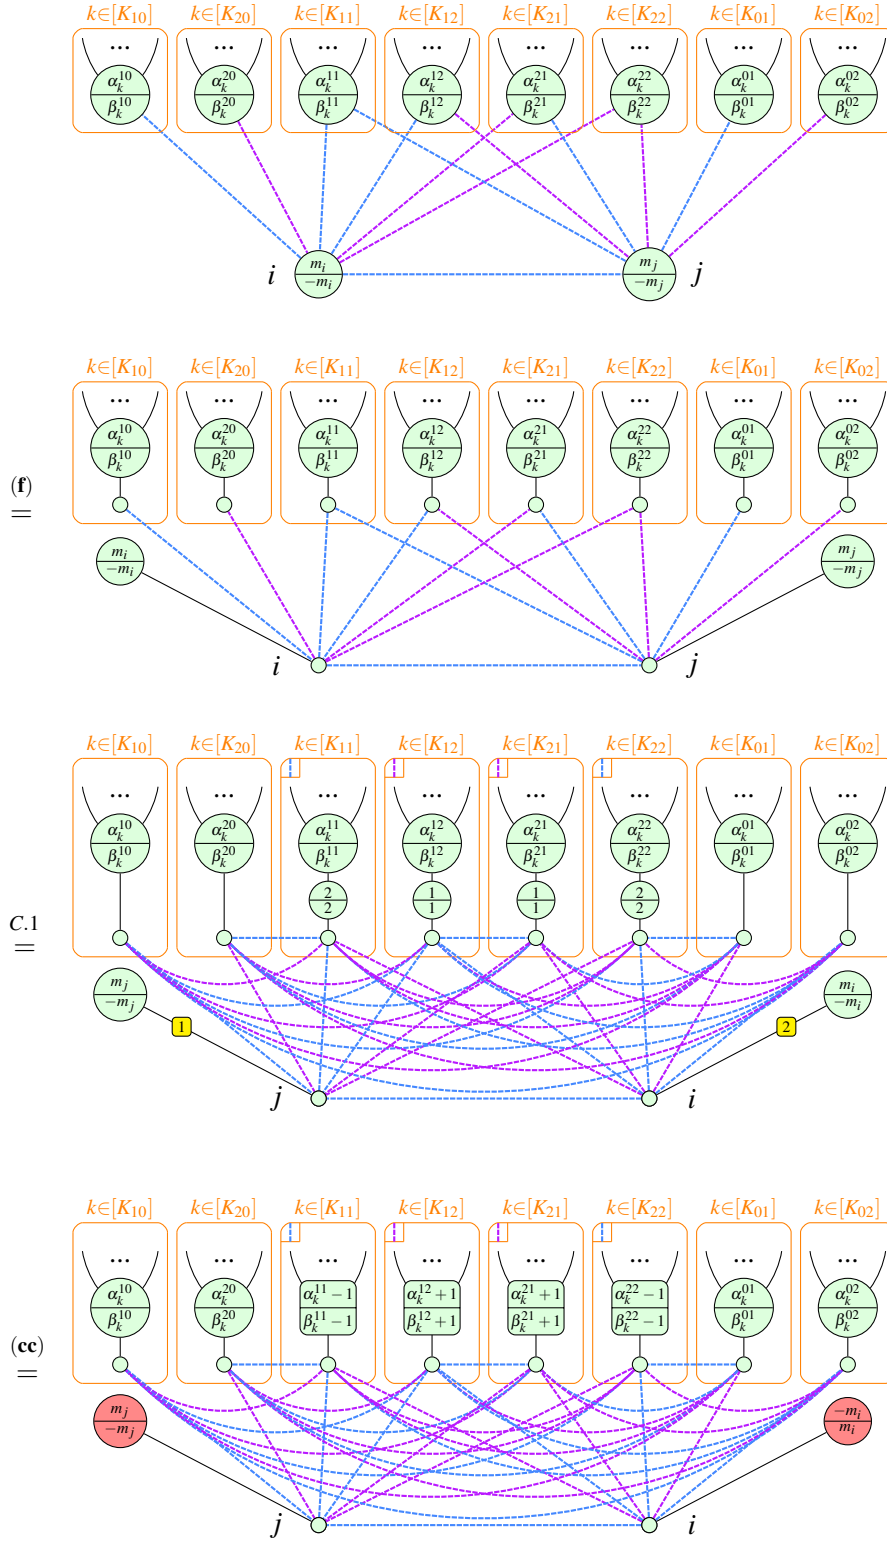 k∈[K₁₀] k∈[K₂₀] k∈[K₁₁] k∈[K₁₂] k∈[K₂₁] k∈[K₂₂] k∈[K₀₁] k∈[K₀₂]
... ... ... ... ... ... ... ...
α_k^{10} α_k^{20} α_k^{11} α_k^{12} α_k^{21} α_k^{22} α_k^{01} α_k^{02}
β_k^{10} β_k^{20} β_k^{11} β_k^{12} β_k^{21} β_k^{22} β_k^{01} β_k^{02}
i m_i m_j j
−m_i −m_j
k∈[K₁₀] k∈[K₂₀] k∈[K₁₁] k∈[K₁₂] k∈[K₂₁] k∈[K₂₂] k∈[K₀₁] k∈[K₀₂]
... ... ... ... ... ... ... ...
α_k^{10} α_k^{20} α_k^{11} α_k^{12} α_k^{21} α_k^{22} α_k^{01} α_k^{02}
β_k^{10} β_k^{20} β_k^{11} β_k^{12} β_k^{21} β_k^{22} β_k^{01} β_k^{02}
(f)
=
m_i m_j
−m_i −m_j
i j
k∈[K₁₀] k∈[K₂₀] k∈[K₁₁] k∈[K₁₂] k∈[K₂₁] k∈[K₂₂] k∈[K₀₁] k∈[K₀₂]
... ... ... ... ... ... ... ...
α_k^{10} α_k^{20} α_k^{11} α_k^{12} α_k^{21} α_k^{22} α_k^{01} α_k^{02}
β_k^{10} β_k^{20} β_k^{11} β_k^{12} β_k^{21} β_k^{22} β_k^{01} β_k^{02}
2 1 1 2
2 1 1 2
C.1
=
m_j m_i
−m_j −m_i
1 2
j i
k∈[K₁₀] k∈[K₂₀] k∈[K₁₁] k∈[K₁₂] k∈[K₂₁] k∈[K₂₂] k∈[K₀₁] k∈[K₀₂]
... ... ... ... ... ... ... ...
α_k^{10} α_k^{20} α_k^{11}−1 α_k^{12}+1 α_k^{21}+1 α_k^{22}−1 α_k^{01} α_k^{02}
β_k^{10} β_k^{20} β_k^{11}−1 β_k^{12}+1 β_k^{21}+1 β_k^{22}−1 β_k^{01} β_k^{02}
(cc)
=
m_j −m_i
−m_j m_i
j i